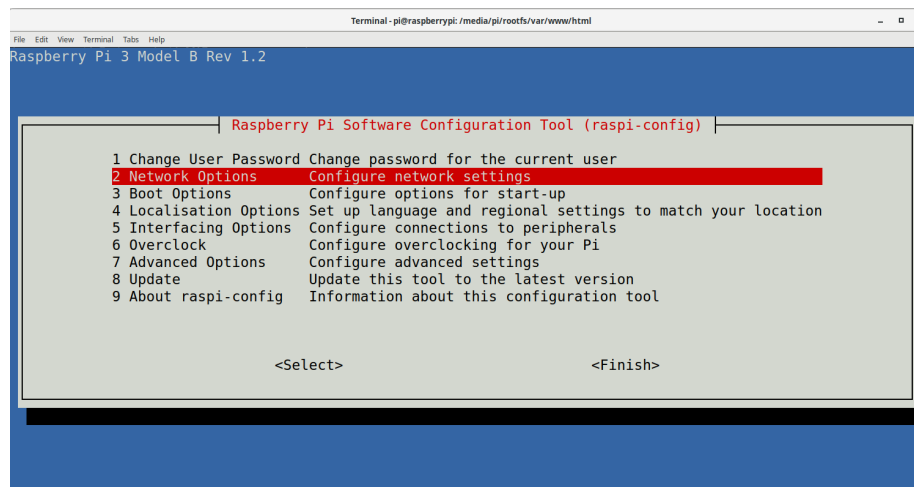 Terminal - pi@raspberrypi: /media/pi/rootfs/var/www/html
File Edit View Terminal Tabs Help
Raspberry Pi 3 Model B Rev 1.2
Raspberry Pi Software Configuration Tool (raspi-config)
1 Change User Password Change password for the current user
2 Network Options Configure network settings
3 Boot Options Configure options for start-up
4 Localisation Options Set up language and regional settings to match your location
5 Interfacing Options Configure connections to peripherals
6 Overclock Configure overclocking for your Pi
7 Advanced Options Configure advanced settings
8 Update Update this tool to the latest version
9 About raspi-config Information about this configuration tool
<Select> <Finish>